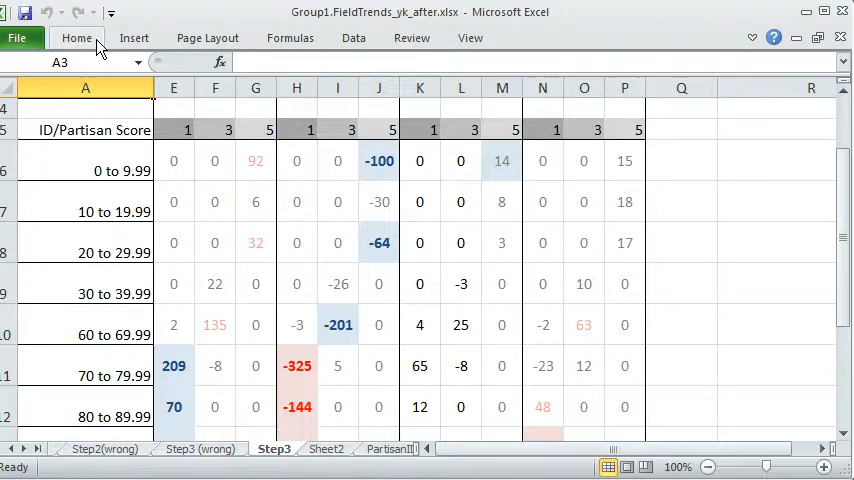 Group1.FieldTrends_yk_after.xlsx - Microsoft Excel
File Home Insert Page Layout Formulas Data Review View
A3 fx
A E F G H I J K L M N O P Q R
4
5 ID/Partisan Score 1 3 5 1 3 5 1 3 5 1 3 5
6 0 to 9.99 0 0 92 0 0 -100 0 0 14 0 0 15
7 10 to 19.99 0 0 6 0 0 -30 0 0 8 0 0 18
8 20 to 29.99 0 0 32 0 0 -64 0 0 3 0 0 17
9 30 to 39.99 0 22 0 0 -26 0 0 -3 0 0 10 0
10 60 to 69.99 2 135 0 -3 -201 0 4 25 0 -2 63 0
11 70 to 79.99 209 -8 0 -325 5 0 65 -8 0 -23 12 0
12 80 to 89.99 70 0 0 -144 0 0 12 0 0 48 0 0
Step2(wrong) Step3 (wrong) Step3 Sheet2 PartisanID
Ready 100%